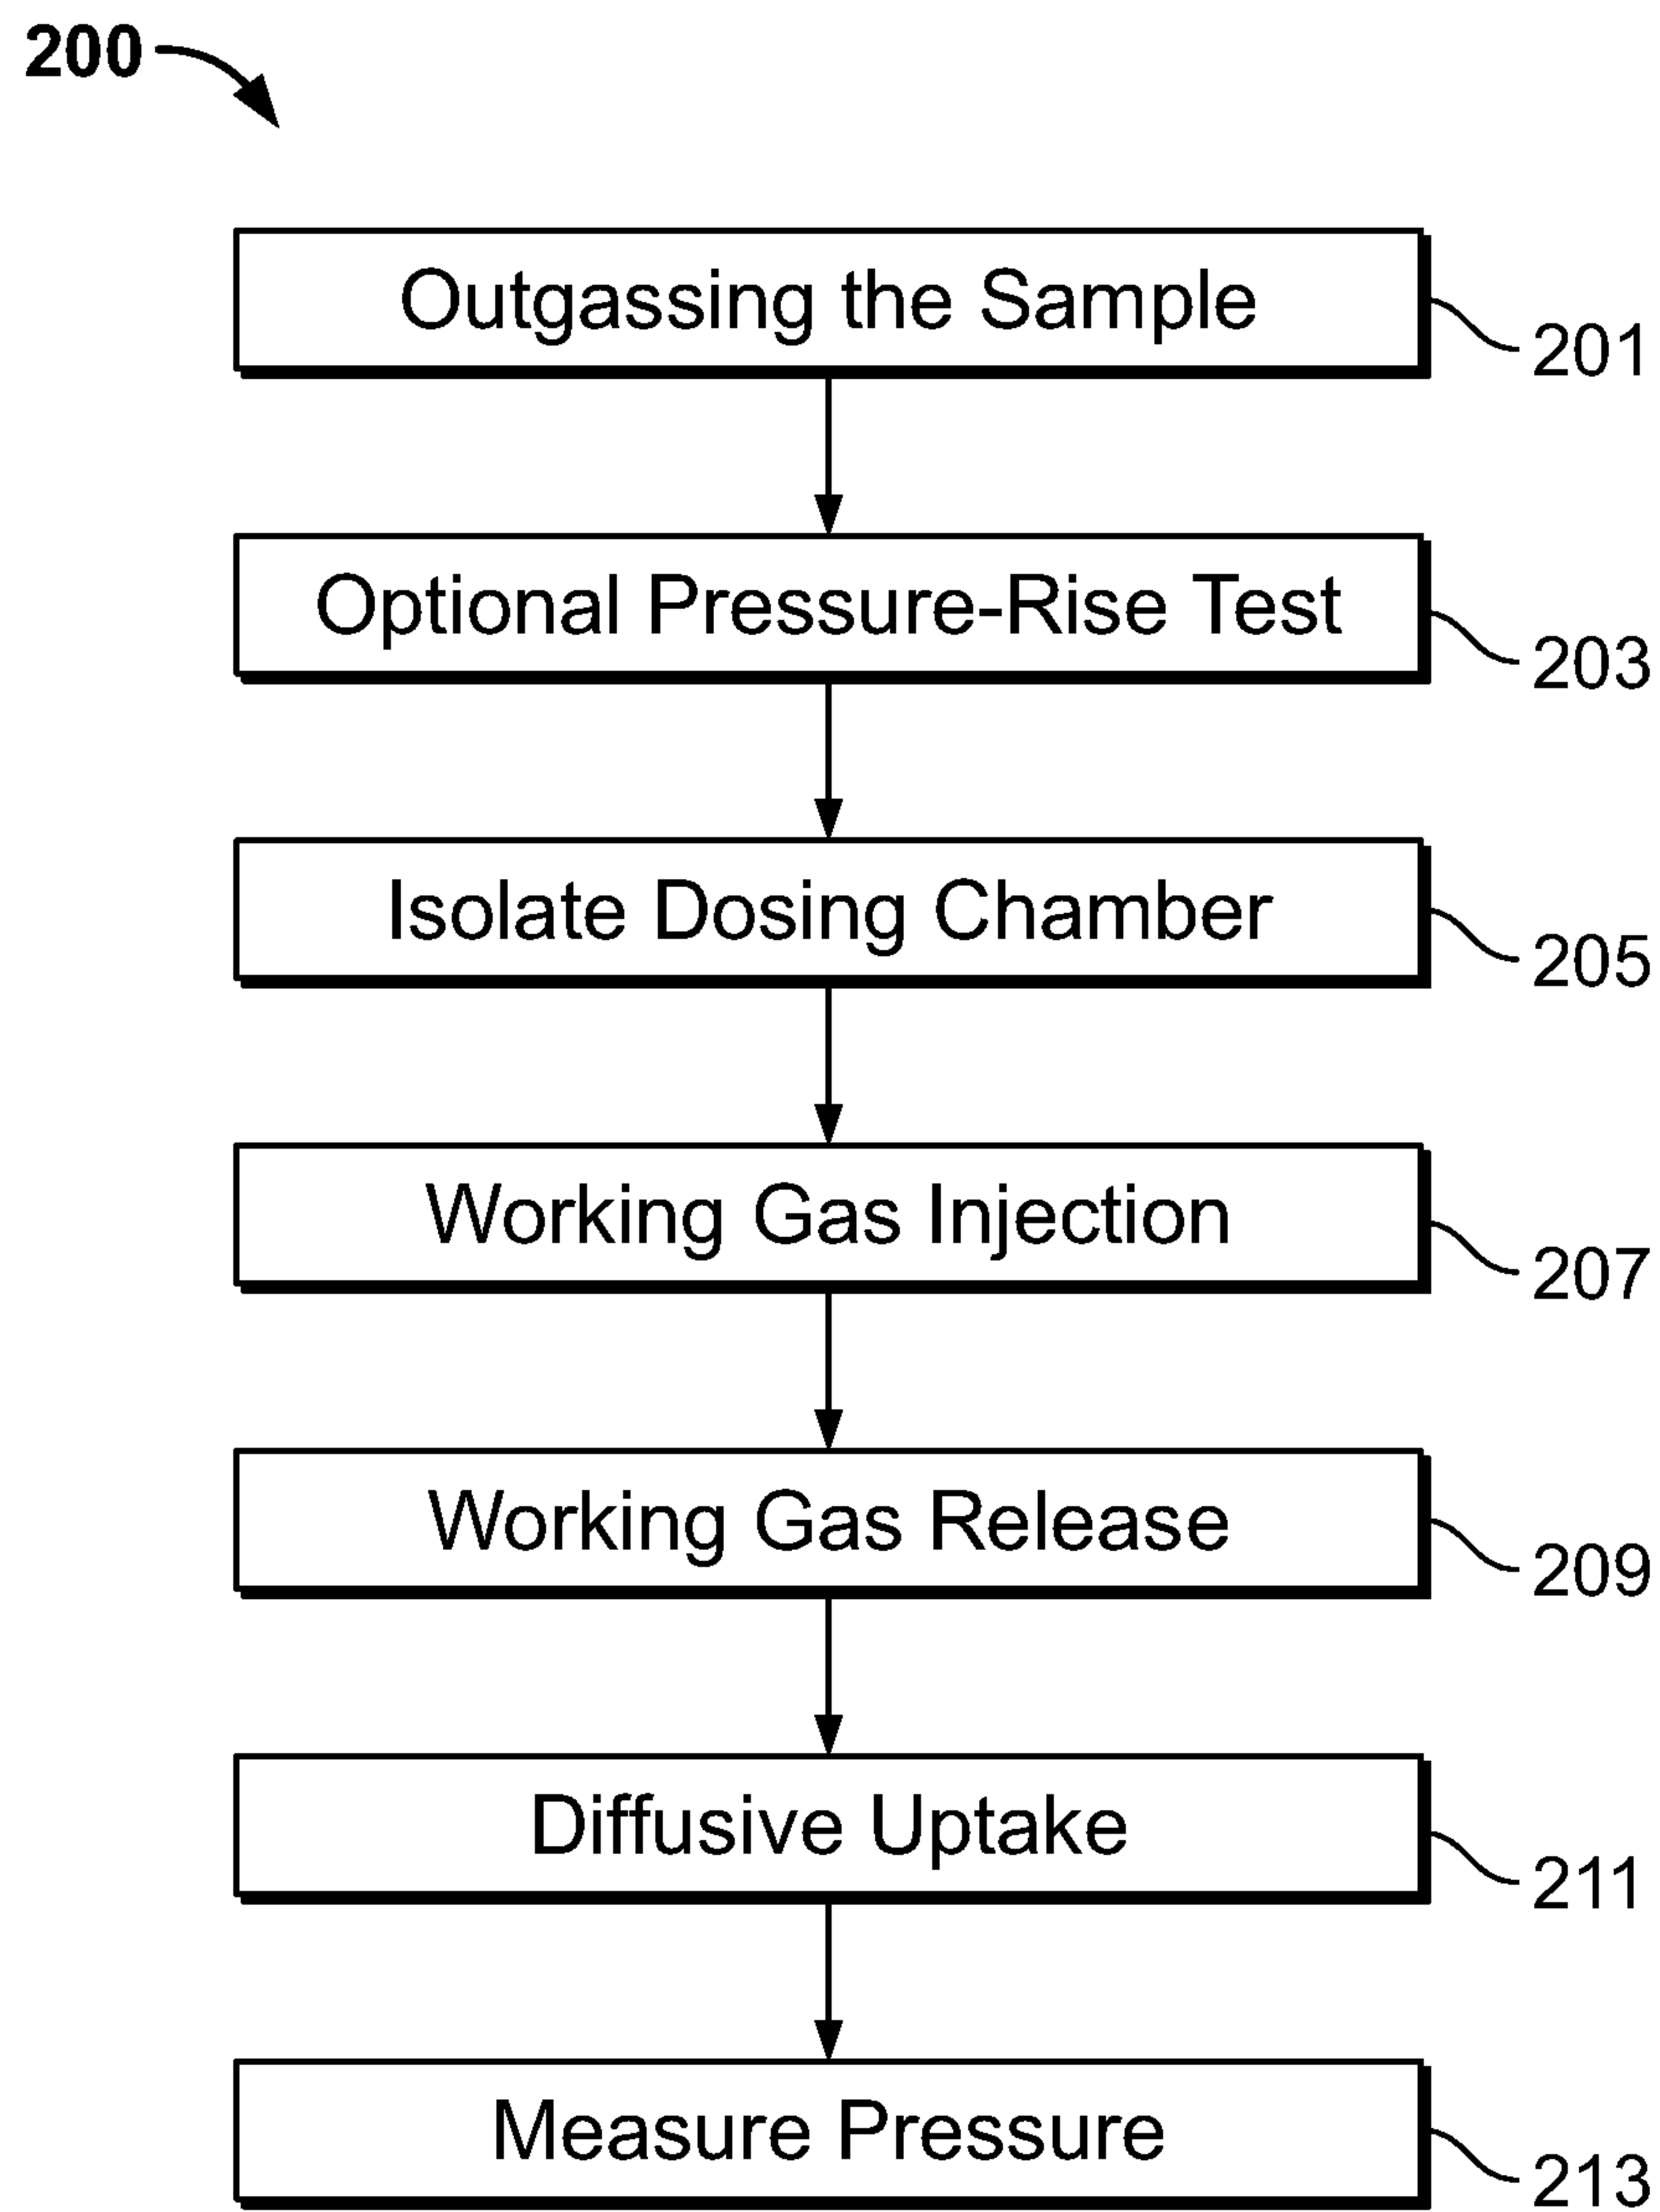 200
Outgassing the Sample
201
Optional Pressure-Rise Test
203
Isolate Dosing Chamber
205
Working Gas Injection
207
Working Gas Release
209
Diffusive Uptake
211
Measure Pressure
213